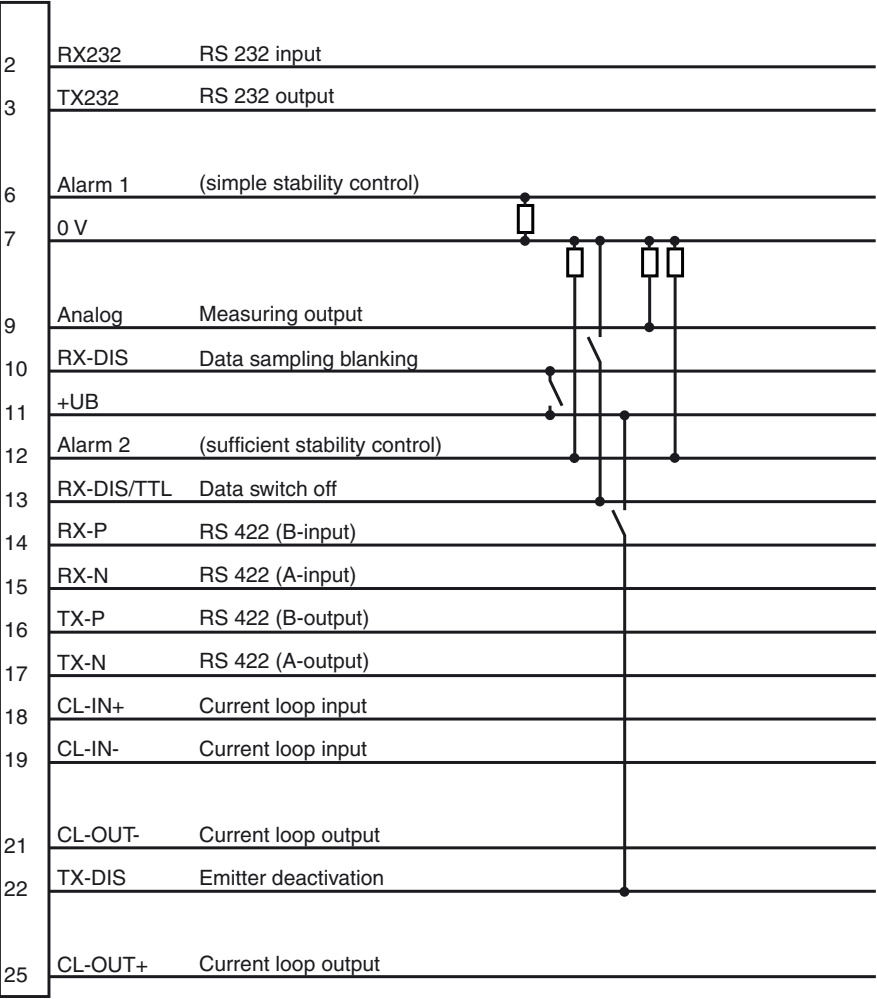 2 RX232 RS 232 input
3 TX232 RS 232 output
6 Alarm 1 (simple stability control)
7 0 V
9 Analog Measuring output
10 RX-DIS Data sampling blanking
11 +UB
12 Alarm 2 (sufficient stability control)
13 RX-DIS/TTL Data switch off
14 RX-P RS 422 (B-input)
15 RX-N RS 422 (A-input)
16 TX-P RS 422 (B-output)
17 TX-N RS 422 (A-output)
18 CL-IN+ Current loop input
19 CL-IN- Current loop input
21 CL-OUT- Current loop output
22 TX-DIS Emitter deactivation
25 CL-OUT+ Current loop output